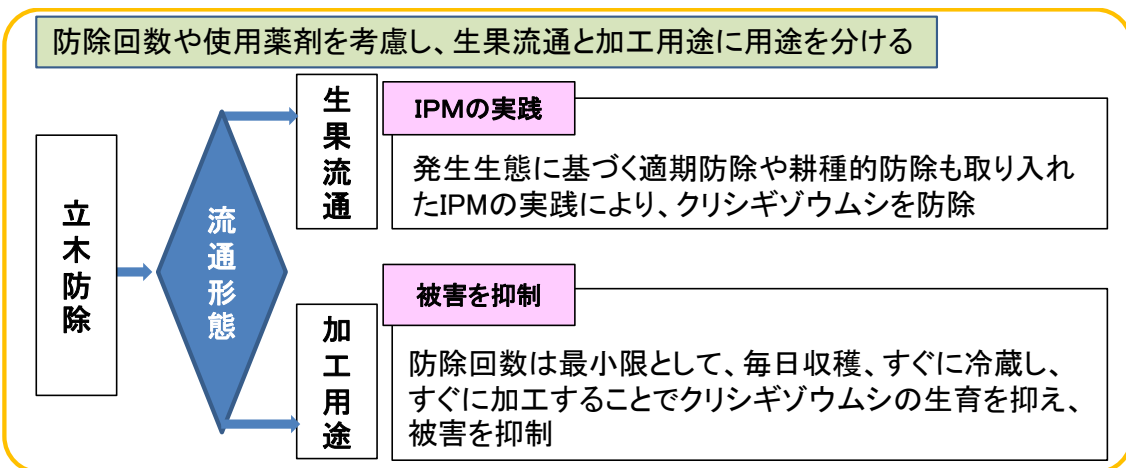 防除回数や使用薬剤を考慮し、生果流通と加工用途に用途を分ける
立木防除
流通形態
生果流通
IPMの実践
発生生態に基づく適期防除や耕種的防除も取り入れ
たIPMの実践により、クリシギゾウムシを防除
加工用途
被害を抑制
防除回数は最小限として、毎日収穫、すぐに冷蔵し、
すぐに加工することでクリシギゾウムシの生育を抑え、
被害を抑制